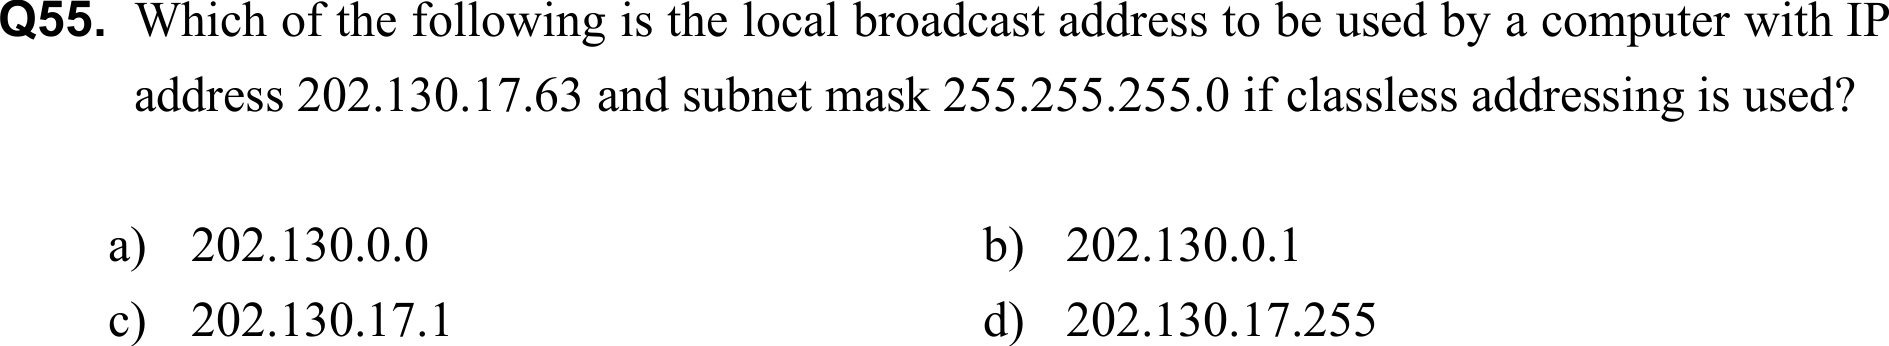 Q55. Which of the following is the local broadcast address to be used by a computer with IP
address 202.130.17.63 and subnet mask 255.255.255.0 if classless addressing is used?
a) 202.130.0.0 b) 202.130.0.1
c) 202.130.17.1 d) 202.130.17.255